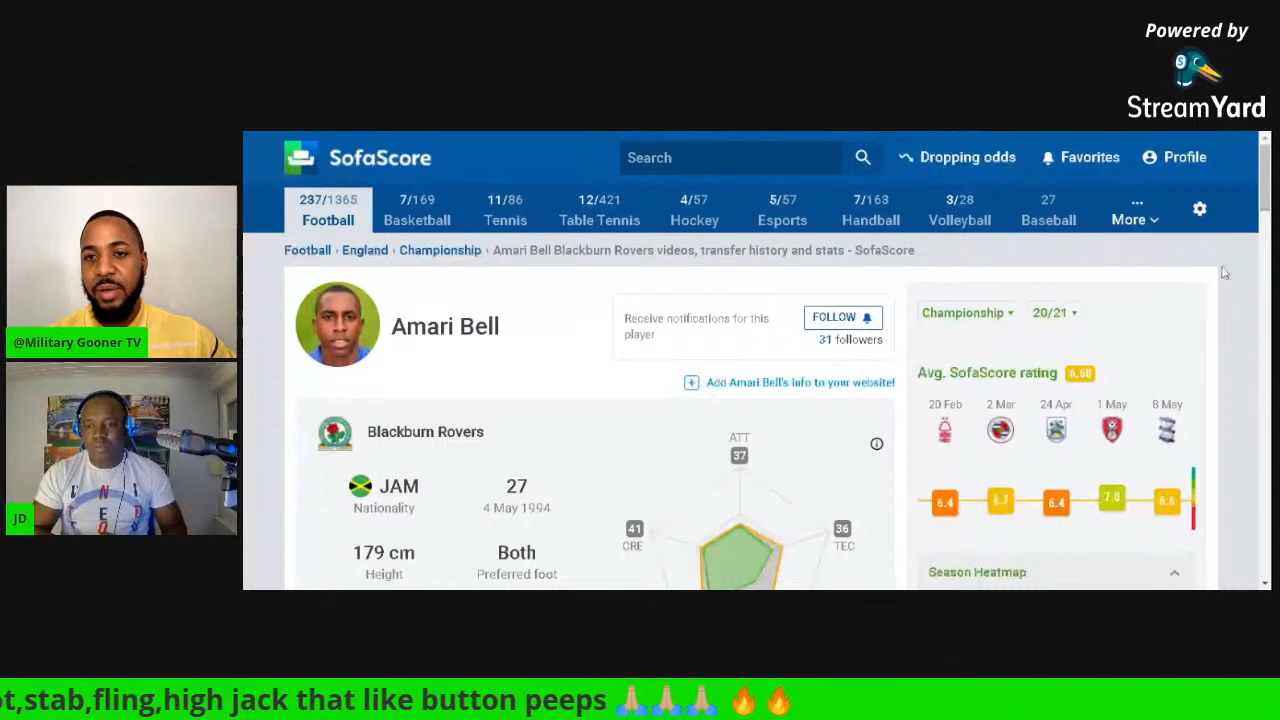 Powered by
StreamYard
SofaScore
Search
Dropping odds
Favorites
Profile
237/1365
Football
7/169
Basketball
11/86
Tennis
12/421
Table Tennis
4/57
Hockey
5/57
Esports
7/163
Handball
3/28
Volleyball
27
Baseball
...
More
Football › England › Championship › Amari Bell Blackburn Rovers videos, transfer history and stats - SofaScore
Amari Bell
Receive notifications for this
player
FOLLOW
31 followers
+ Add Amari Bell's info to your website!
Championship
20/21
Avg. SofaScore rating 6.60
20 Feb
2 Mar
24 Apr
1 May
8 May
6.4
6.7
6.4
7.0
6.6
Season Heatmap
Blackburn Rovers
JAM
Nationality
27
4 May 1994
179 cm
Height
Both
Preferred foot
ATT
37
41
CRE
36
TEC
@Military Gooner TV
JD
ot,stab,fling,high jack that like button peeps 🙏🏼🙏🏼🙏🏼 🔥🔥